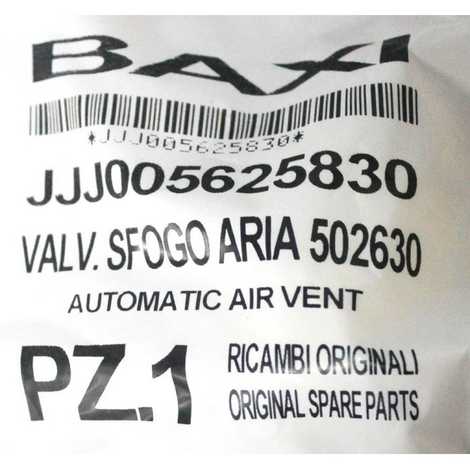 BAXI
*JJJ005625830*
JJJ005625830
VALV. SFOGO ARIA 502630
AUTOMATIC AIR VENT
PZ.1
RICAMBI ORIGINALI
ORIGINAL SPARE PARTS